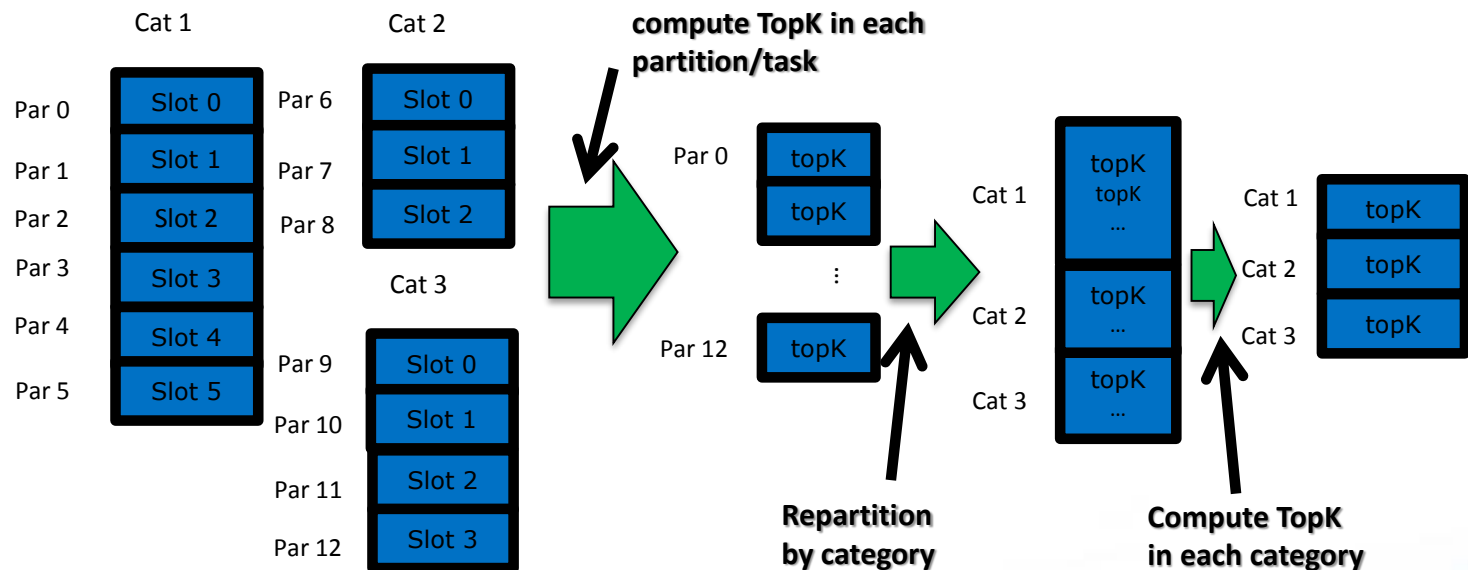 Cat 1
Par 0
Par 1
Par 2
Par 3
Par 4
Par 5
Slot 0
Slot 1
Slot 2
Slot 3
Slot 4
Slot 5
Cat 2
Par 6
Par 7
Par 8
Slot 0
Slot 1
Slot 2
Cat 3
Par 9
Par 10
Par 11
Par 12
Slot 0
Slot 1
Slot 2
Slot 3
compute TopK in each
partition/task
Par 0
topK
topK
...
Par 12
topK
Repartition
by category
Cat 1
topK
topK
...
Cat 2
topK
...
Cat 3
topK
...
Compute TopK
in each category
Cat 1
topK
Cat 2
topK
Cat 3
topK